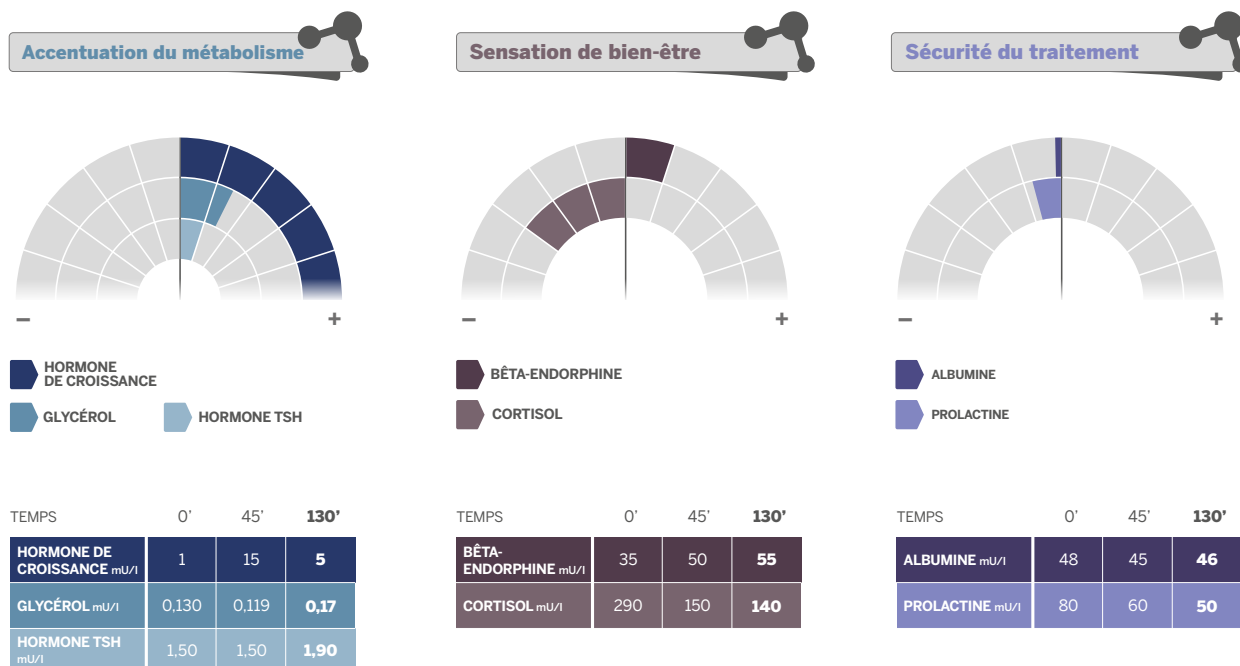 Accentuation du métabolisme
Sensation de bien-être
Sécurité du traitement
– +
– +
– +
HORMONE
DE CROISSANCE
GLYCÉROL HORMONE TSH
BÊTA-ENDORPHINE
CORTISOL
ALBUMINE
PROLACTINE
TEMPS 0’ 45’ 130’
HORMONE DE
CROISSANCE mU/l 1 15 5
GLYCÉROL mU/l 0,130 0,119 0,17
HORMONE TSH
mU/l 1,50 1,50 1,90
TEMPS 0’ 45’ 130’
BÊTA-
ENDORPHINE mU/l 35 50 55
CORTISOL mU/l 290 150 140
TEMPS 0’ 45’ 130’
ALBUMINE mU/l 48 45 46
PROLACTINE mU/l 80 60 50